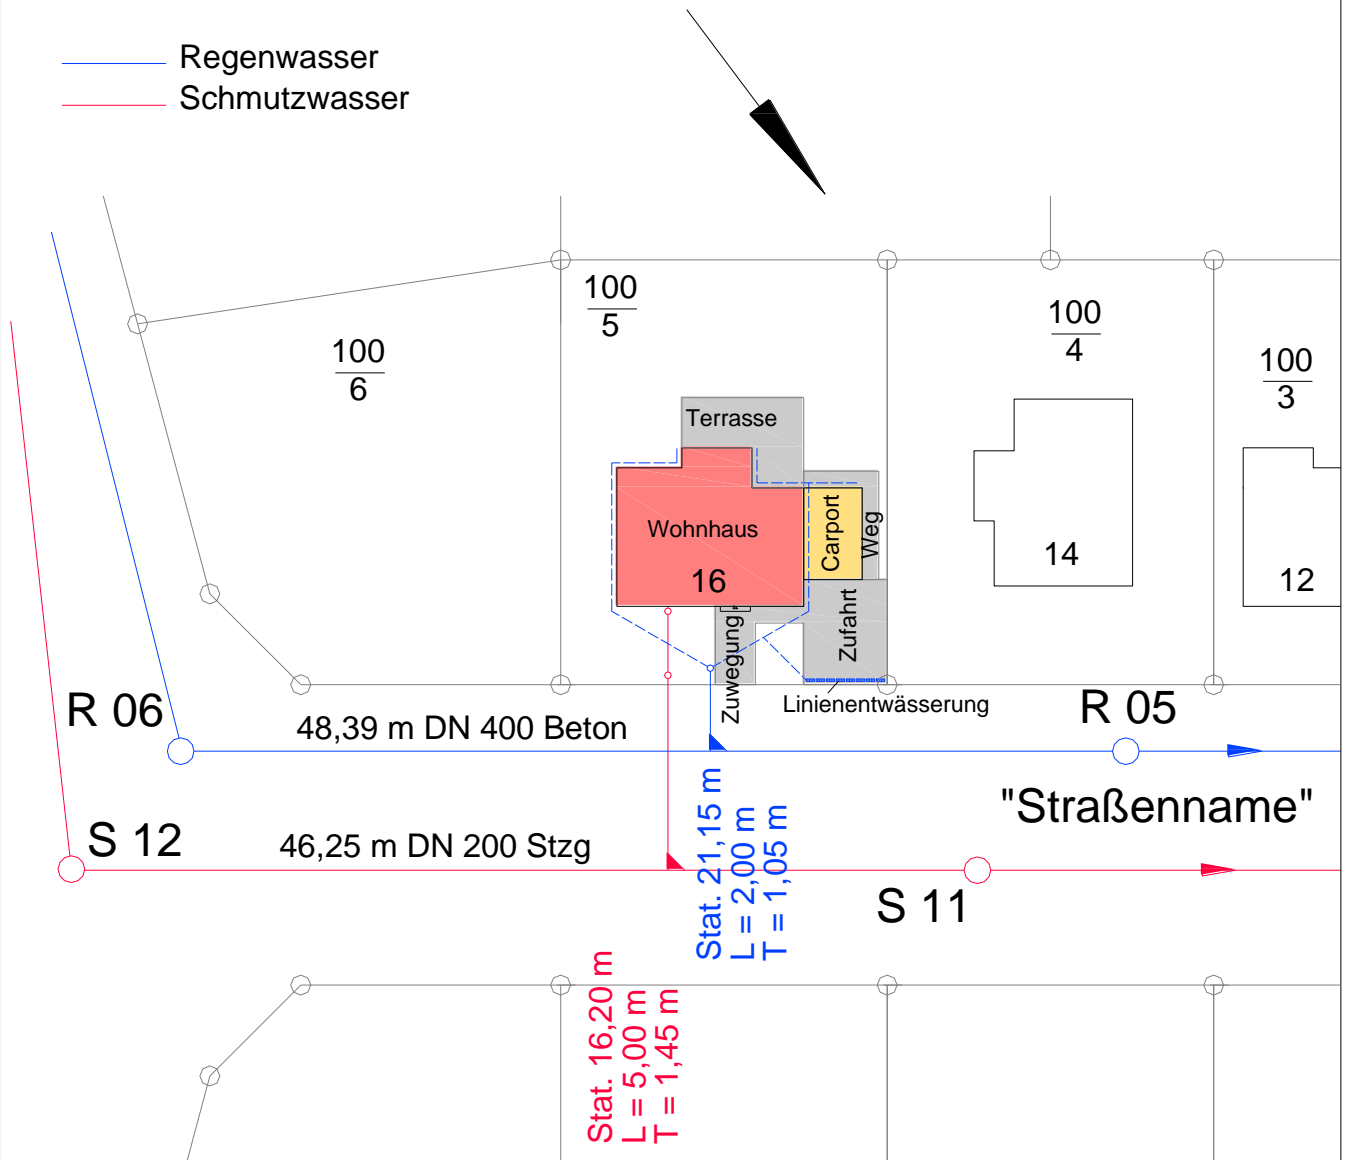 Regenwasser
Schmutzwasser
100
5
100
4
100
6
100
3
Terrasse
Wohnhaus
16
Carport
Weg
14
12
Zuwegung
Zufahrt
Linienentwässerung
R 06
48,39 m DN 400 Beton
R 05
"Straßenname"
S 12
46,25 m DN 200 Stzg
S 11
Stat. 21,15 m
L = 2,00 m
T = 1,05 m
Stat. 16,20 m
L = 5,00 m
T = 1,45 m